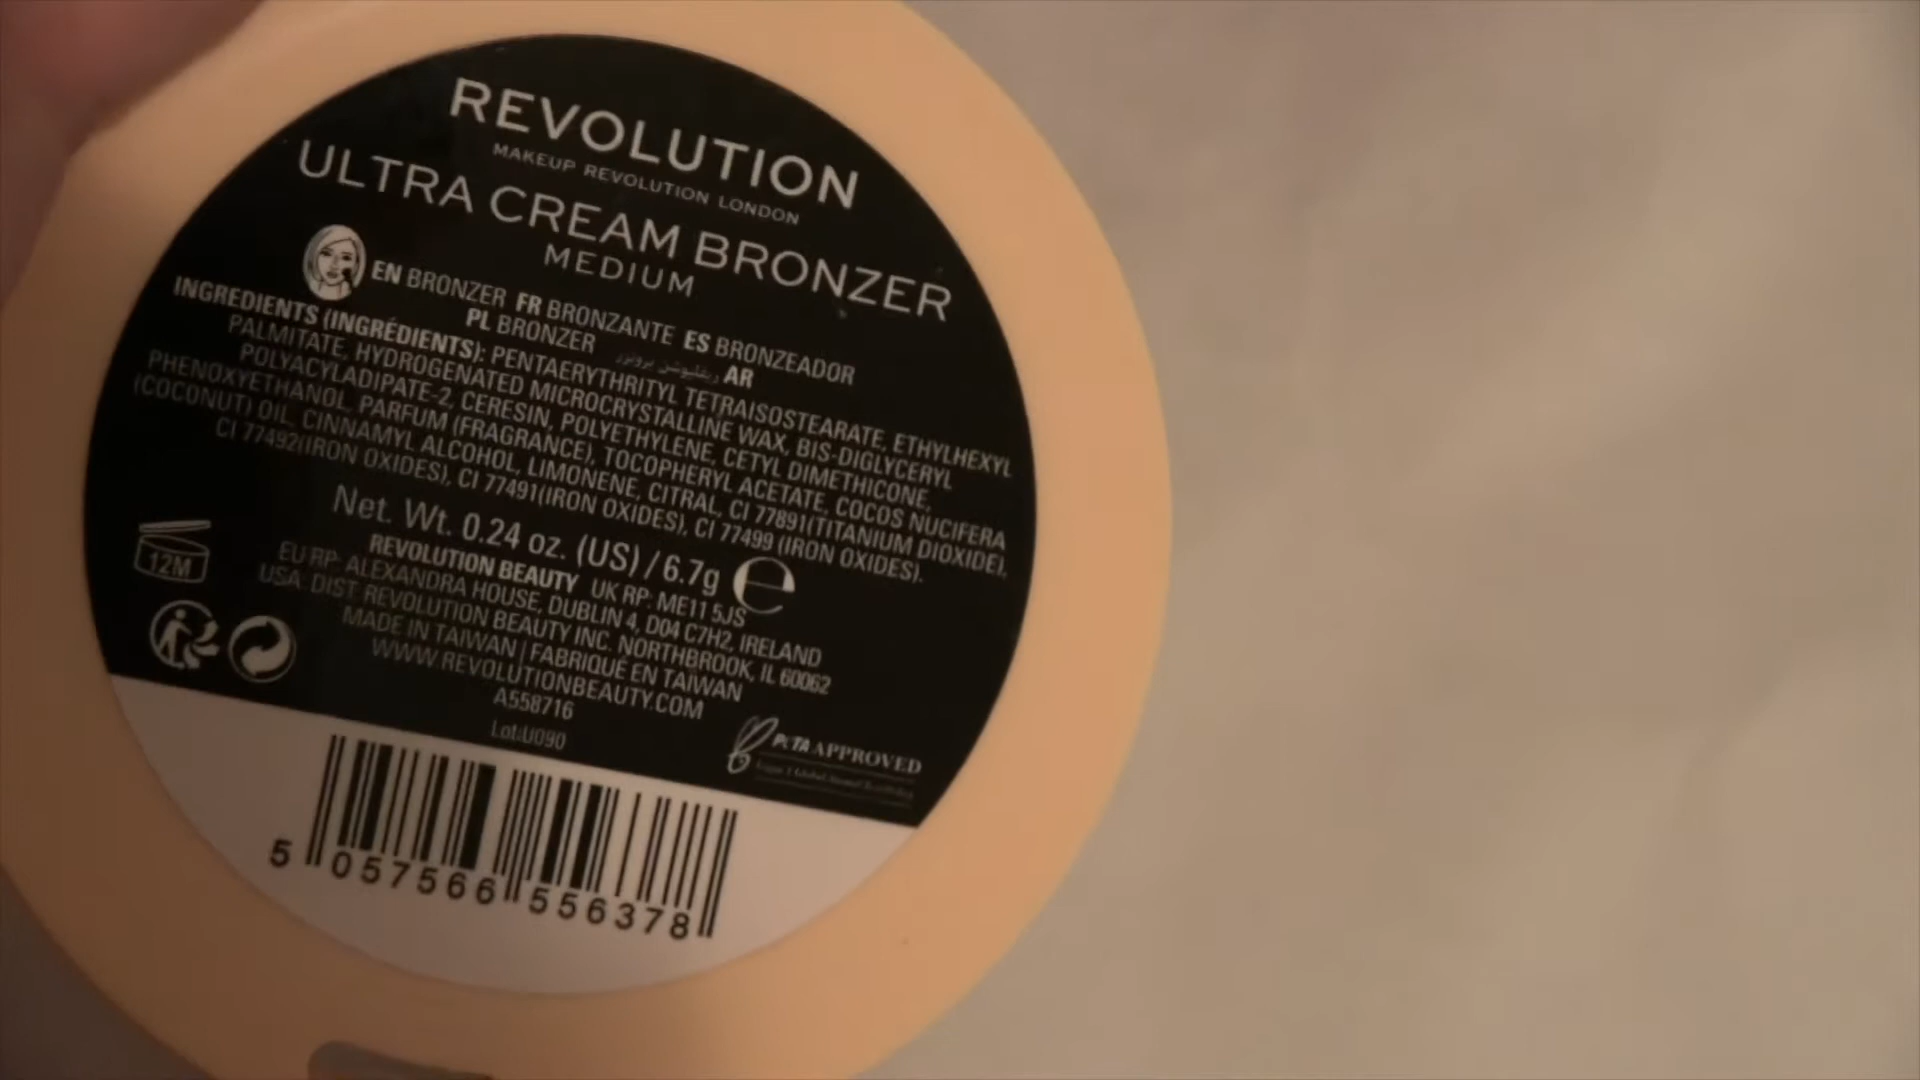 REVOLUTION
MAKEUP REVOLUTION LONDON
ULTRA CREAM BRONZER
MEDIUM
EN BRONZER FR BRONZANTE ES BRONZEADOR
PL BRONZER AR
INGREDIENTS (INGRÉDIENTS): PENTAERYTHRITYL TETRAISOSTEARATE, ETHYLHEXYL
PALMITATE, HYDROGENATED MICROCRYSTALLINE WAX, BIS-DIGLYCERYL
POLYACYLADIPATE-2, CERESIN, POLYETHYLENE, CETYL DIMETHICONE,
PHENOXYETHANOL, PARFUM (FRAGRANCE), TOCOPHERYL ACETATE, COCOS NUCIFERA
(COCONUT) OIL, CINNAMYL ALCOHOL, LIMONENE, CITRAL, CI 77891(TITANIUM DIOXIDE),
CI 77492(IRON OXIDES), CI 77491(IRON OXIDES), CI 77499 (IRON OXIDES).
Net. Wt. 0.24 oz. (US) / 6.7g e
12M
REVOLUTION BEAUTY UK RP: ME11 5JS
EU RP: ALEXANDRA HOUSE, DUBLIN 4, D04 C7H2, IRELAND
USA: DIST REVOLUTION BEAUTY INC. NORTHBROOK, IL 60062
MADE IN TAIWAN | FABRIQUÉ EN TAIWAN
WWW.REVOLUTIONBEAUTY.COM
A558716
Lot:U090
PETA APPROVED
5 057566 556378